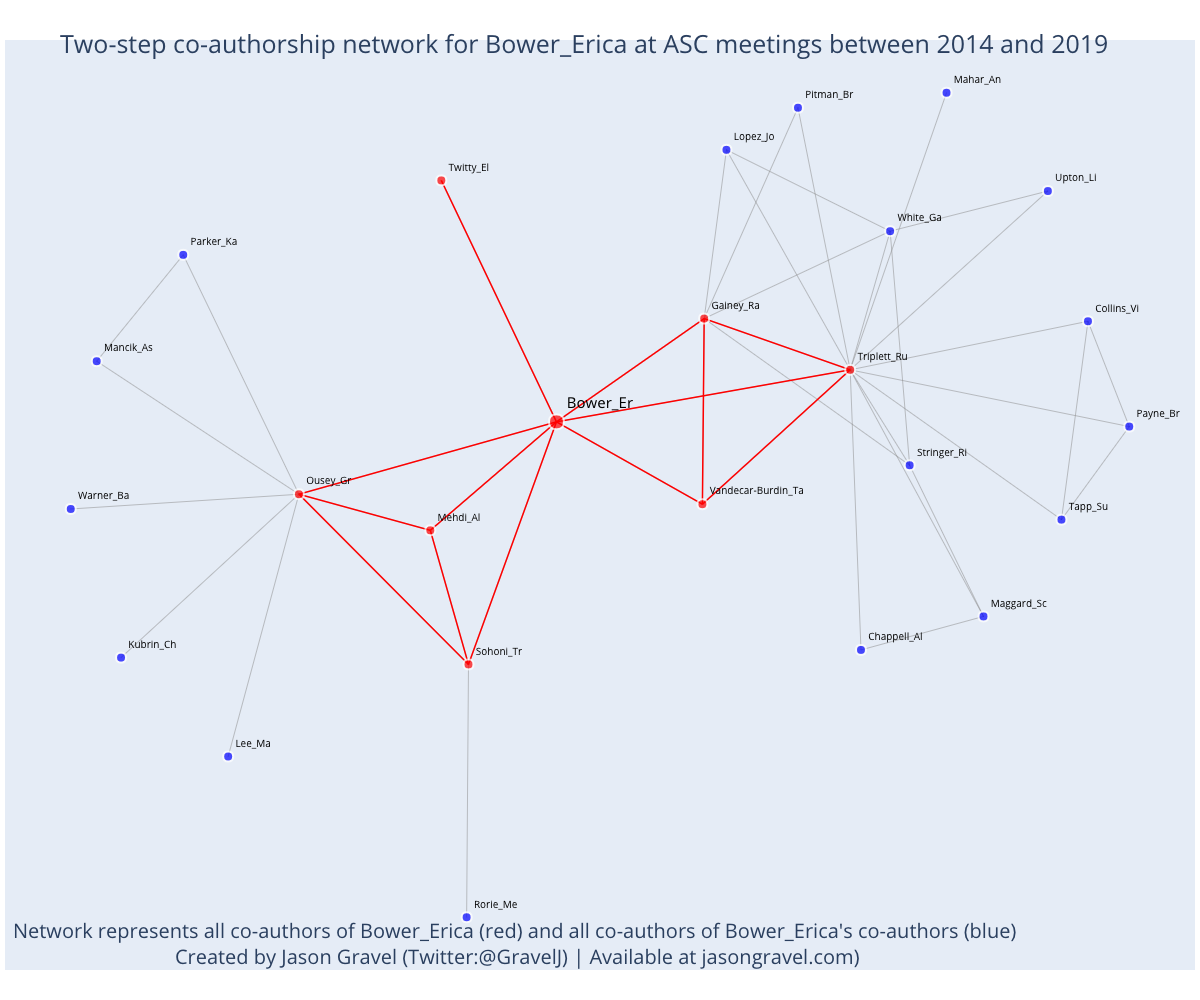 Two-step co-authorship network for Bower_Erica at ASC meetings between 2014 and 2019
Mahar_An
Pitman_Br
Lopez_Jo
Twitty_El
Upton_Li
White_Ga
Parker_Ka
Gainey_Ra
Collins_Vi
Mancik_As
Triplett_Ru
Bower_Er
Payne_Br
Stringer_Ri
Ousey_Gr
Vandecar-Burdin_Ta
Warner_Ba
Tapp_Su
Mehdi_Al
Maggard_Sc
Chappell_Al
Kubrin_Ch
Sohoni_Tr
Lee_Ma
Rorie_Me
Network represents all co-authors of Bower_Erica (red) and all co-authors of Bower_Erica's co-authors (blue)
Created by Jason Gravel (Twitter:@GravelJ) | Available at jasongravel.com)